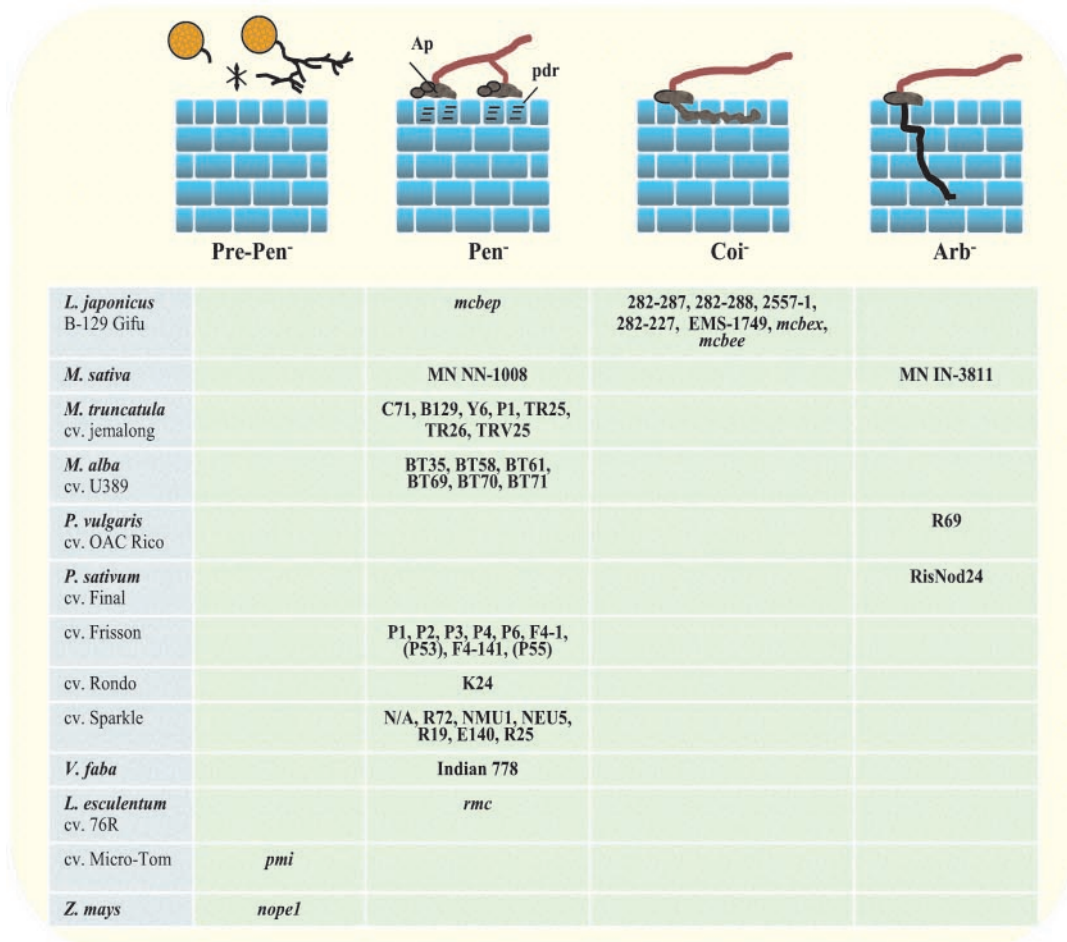 Ap
pdr
Pre-Pen⁻
Pen⁻
Coi⁻
Arb⁻
L. japonicus
B-129 Gifu
mcbep
282-287, 282-288, 2557-1,
282-227, EMS-1749, mcbex,
mcbee
M. sativa
MN NN-1008
MN IN-3811
M. truncatula
cv. jemalong
C71, B129, Y6, P1, TR25,
TR26, TRV25
M. alba
cv. U389
BT35, BT58, BT61,
BT69, BT70, BT71
P. vulgaris
cv. OAC Rico
R69
P. sativum
cv. Final
RisNod24
cv. Frisson
P1, P2, P3, P4, P6, F4-1,
(P53), F4-141, (P55)
cv. Rondo
K24
cv. Sparkle
N/A, R72, NMU1, NEU5,
R19, E140, R25
V. faba
Indian 778
L. esculentum
cv. 76R
rmc
cv. Micro-Tom
pmi
Z. mays
nope1